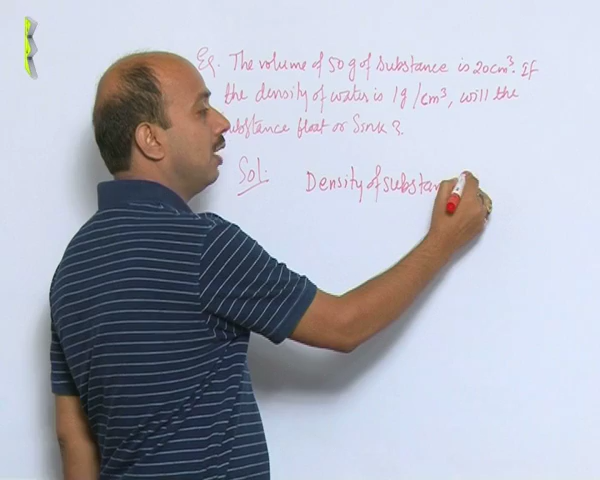 Eg. The volume of 50g of substance is 20cm³. If
the density of water is 1g/cm³, will the
substance float or Sink?
Sol:
Density of substan